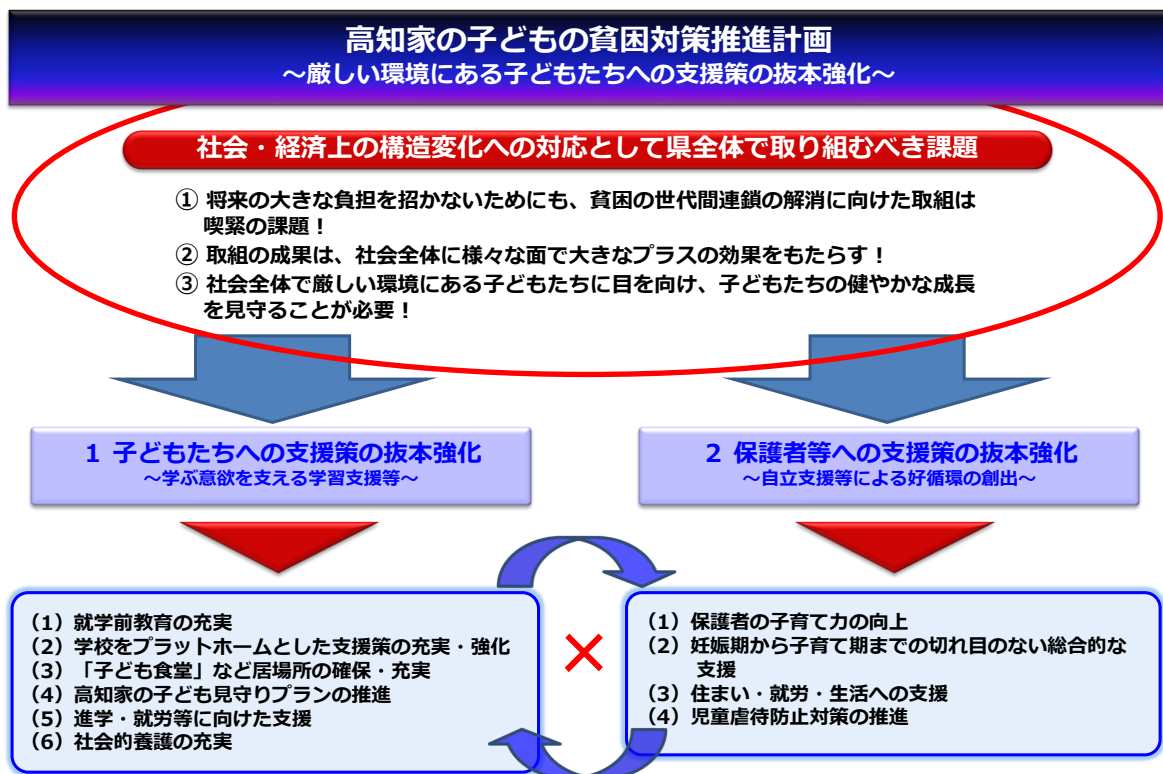 高知家の子どもの貧困対策推進計画
～厳しい環境にある子どもたちへの支援策の抜本強化～
社会・経済上の構造変化への対応として県全体で取り組むべき課題
① 将来の大きな負担を招かないためにも、貧困の世代間連鎖の解消に向けた取組は
喫緊の課題！
② 取組の成果は、社会全体に様々な面で大きなプラスの効果をもたらす！
③ 社会全体で厳しい環境にある子どもたちに目を向け、子どもたちの健やかな成長
を見守ることが必要！
1 子どもたちへの支援策の抜本強化
～学ぶ意欲を支える学習支援等～
2 保護者等への支援策の抜本強化
～自立支援等による好循環の創出～
（1）就学前教育の充実
（2）学校をプラットホームとした支援策の充実・強化
（3）「子ども食堂」など居場所の確保・充実
（4）高知家の子ども見守りプランの推進
（5）進学・就労等に向けた支援
（6）社会的養護の充実
×
（1）保護者の子育て力の向上
（2）妊娠期から子育て期までの切れ目のない総合的な
支援
（3）住まい・就労・生活への支援
（4）児童虐待防止対策の推進